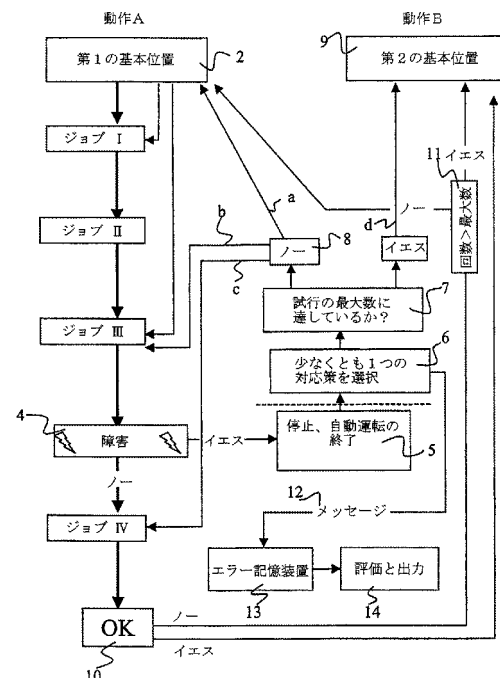 動作A
動作B
第1の基本位置
2
9
第2の基本位置
ジョブ I
11
イエス
回数>最大数
a
ノー
d
b
ジョブ II
c
ノー
8
イエス
試行の最大数に
達しているか?
7
ジョブ III
6
少なくとも1つの
対応策を選択
4
障害
イエス
停止、自動運転の
終了
5
ノー
12
メッセージ
ジョブ IV
エラー記憶装置
評価と出力
13
14
OK
ノー
イエス
10